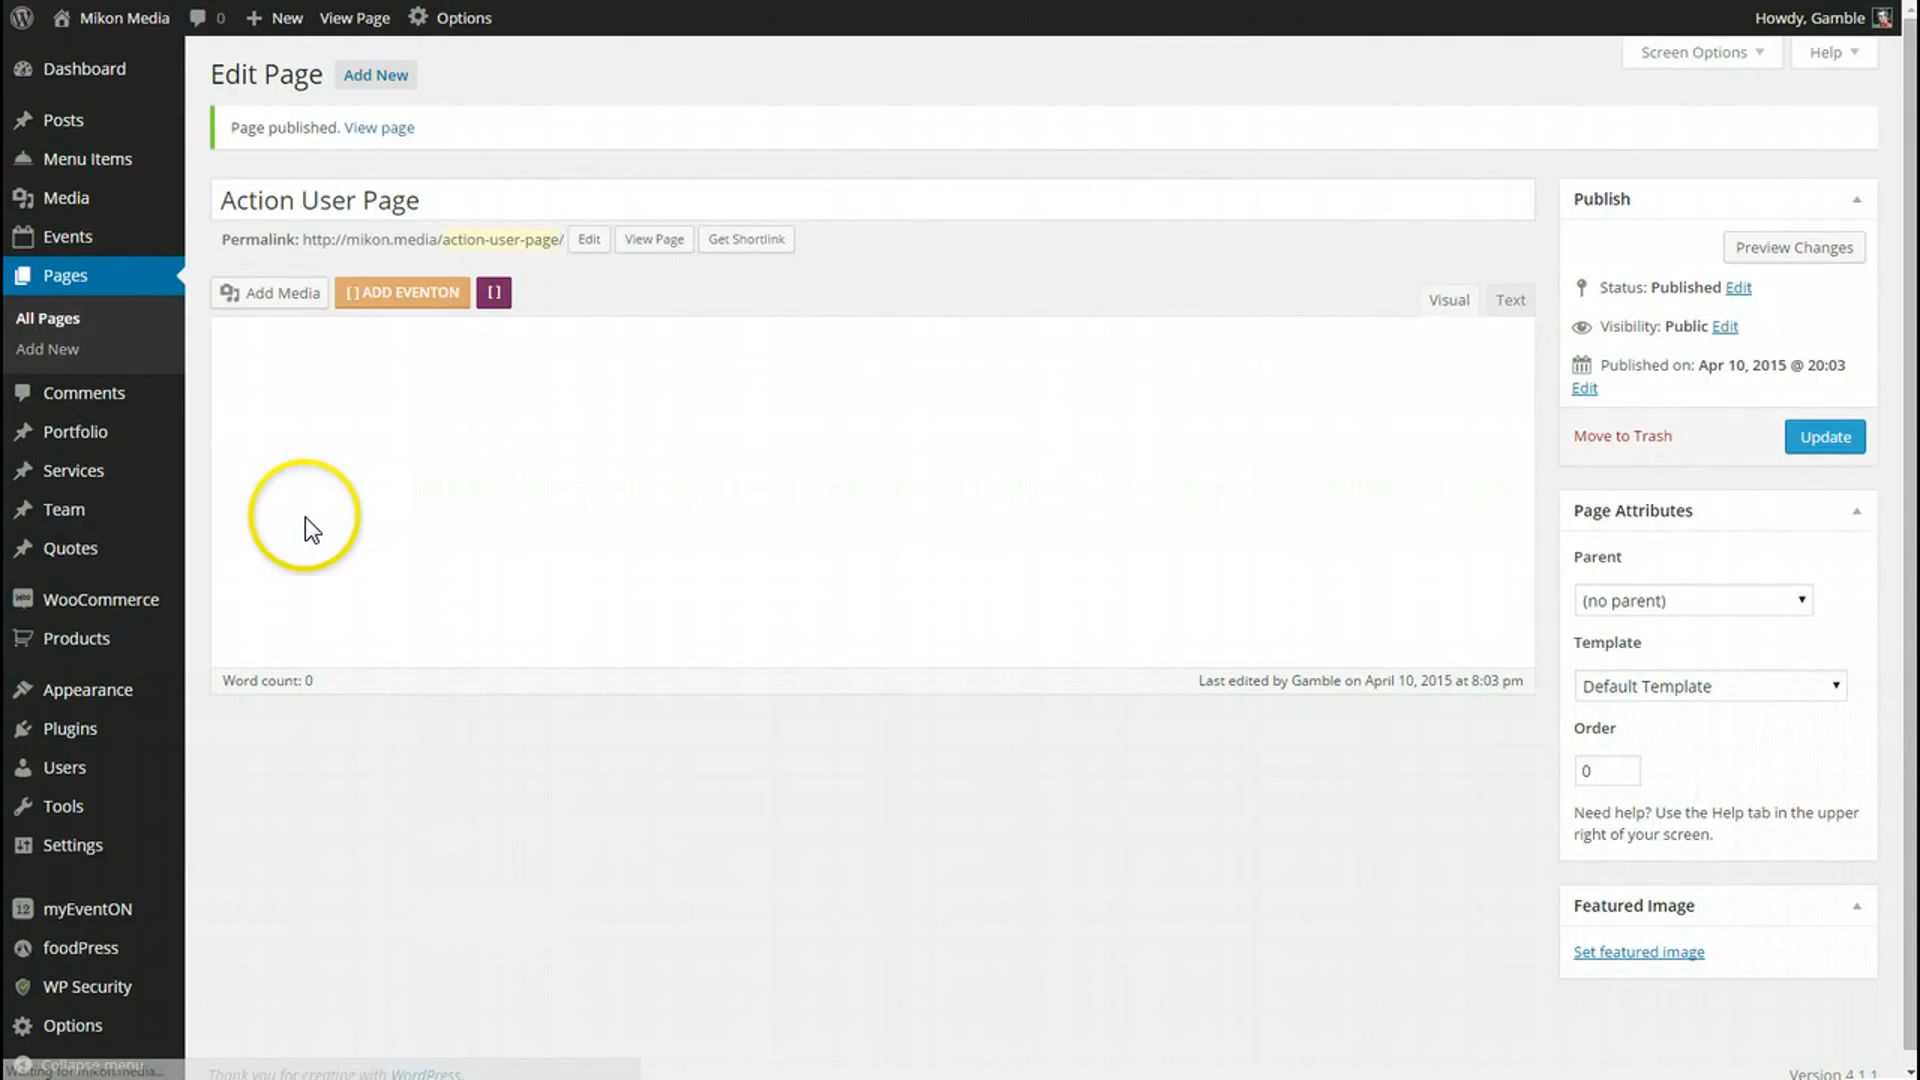 Mikon Media 0 New View Page Options Howdy, Gamble
Screen Options Help
Dashboard
Posts
Menu Items
Media
Events
Pages
All Pages
Add New
Comments
Portfolio
Services
Team
Quotes
WooCommerce
Products
Appearance
Plugins
Users
Tools
Settings
12 myEventON
foodPress
WP Security
Options
Collapse menu
Waiting for mikon.media...
Edit Page Add New
Page published. View page
Action User Page
Permalink: http://mikon.media/action-user-page/ Edit View Page Get Shortlink
Add Media [ ] ADD EVENTON [ ] Visual Text
Word count: 0 Last edited by Gamble on April 10, 2015 at 8:03 pm
Publish
Preview Changes
Status: Published Edit
Visibility: Public Edit
Published on: Apr 10, 2015 @ 20:03
Edit
Move to Trash Update
Page Attributes
Parent
(no parent)
Template
Default Template
Order
0
Need help? Use the Help tab in the upper
right of your screen.
Featured Image
Set featured image
Thank you for creating with WordPress. Version 4.1.1